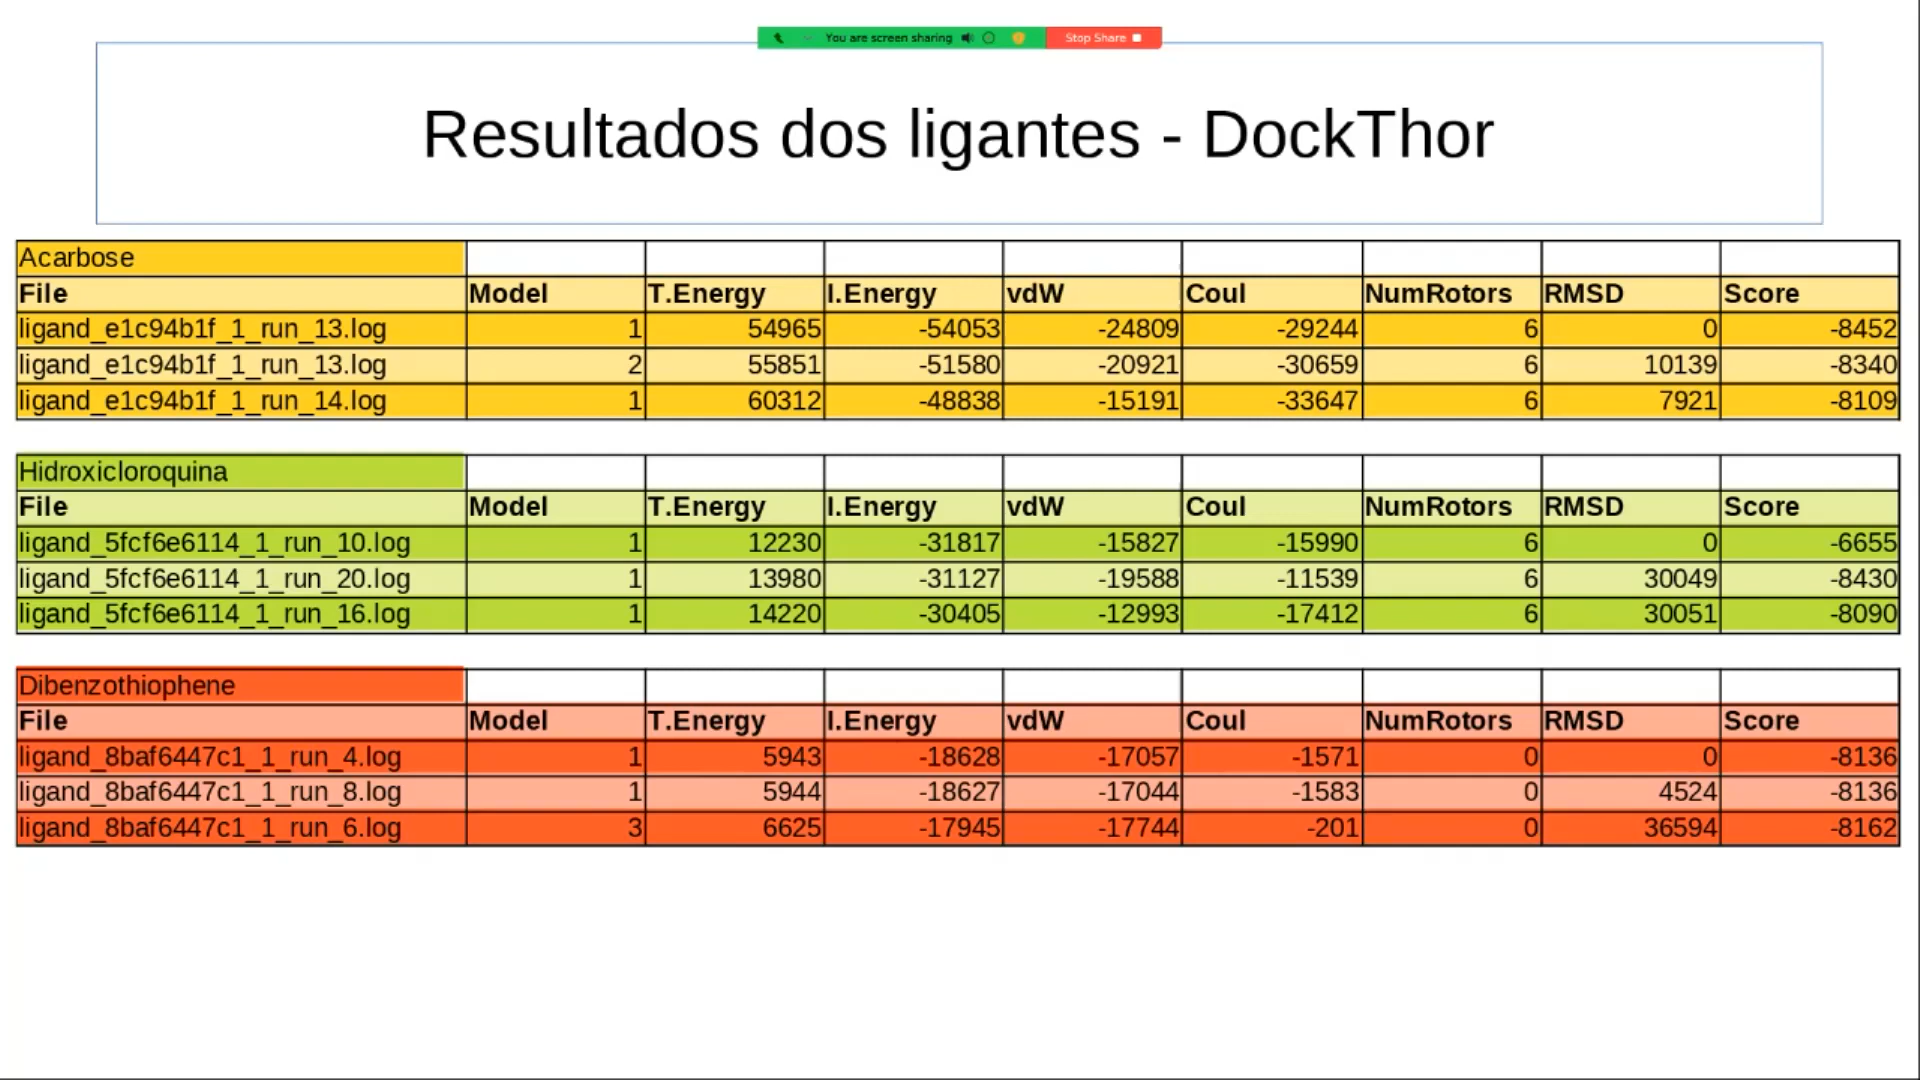 You are screen sharing Stop Share
Resultados dos ligantes - DockThor
Acarbose
File Model T.Energy I.Energy vdW Coul NumRotors RMSD Score
ligand_e1c94b1f_1_run_13.log 1 54965 -54053 -24809 -29244 6 0 -8452
ligand_e1c94b1f_1_run_13.log 2 55851 -51580 -20921 -30659 6 10139 -8340
ligand_e1c94b1f_1_run_14.log 1 60312 -48838 -15191 -33647 6 7921 -8109
Hidroxicloroquina
File Model T.Energy I.Energy vdW Coul NumRotors RMSD Score
ligand_5fcf6e6114_1_run_10.log 1 12230 -31817 -15827 -15990 6 0 -6655
ligand_5fcf6e6114_1_run_20.log 1 13980 -31127 -19588 -11539 6 30049 -8430
ligand_5fcf6e6114_1_run_16.log 1 14220 -30405 -12993 -17412 6 30051 -8090
Dibenzothiophene
File Model T.Energy I.Energy vdW Coul NumRotors RMSD Score
ligand_8baf6447c1_1_run_4.log 1 5943 -18628 -17057 -1571 0 0 -8136
ligand_8baf6447c1_1_run_8.log 1 5944 -18627 -17044 -1583 0 4524 -8136
ligand_8baf6447c1_1_run_6.log 3 6625 -17945 -17744 -201 0 36594 -8162